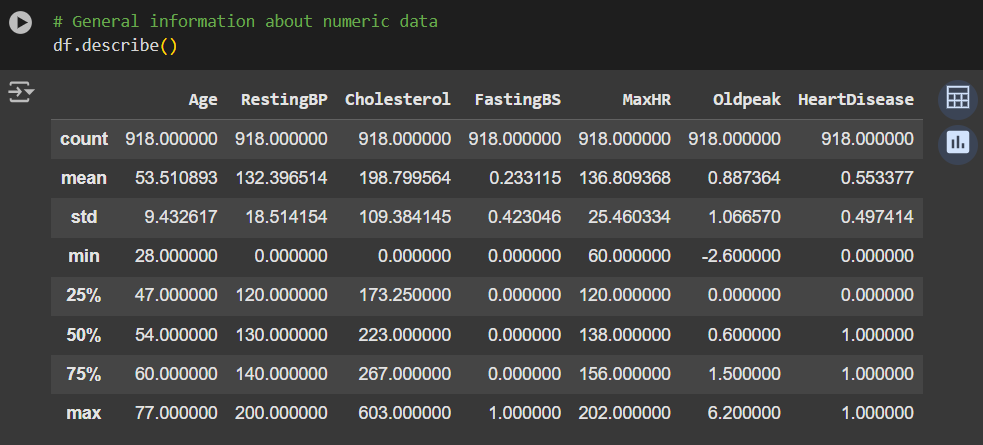 # General information about numeric data
df.describe()
Age RestingBP Cholesterol FastingBS MaxHR Oldpeak HeartDisease
count 918.000000 918.000000 918.000000 918.000000 918.000000 918.000000 918.000000
mean 53.510893 132.396514 198.799564 0.233115 136.809368 0.887364 0.553377
std 9.432617 18.514154 109.384145 0.423046 25.460334 1.066570 0.497414
min 28.000000 0.000000 0.000000 0.000000 60.000000 -2.600000 0.000000
25% 47.000000 120.000000 173.250000 0.000000 120.000000 0.000000 0.000000
50% 54.000000 130.000000 223.000000 0.000000 138.000000 0.600000 1.000000
75% 60.000000 140.000000 267.000000 0.000000 156.000000 1.500000 1.000000
max 77.000000 200.000000 603.000000 1.000000 202.000000 6.200000 1.000000